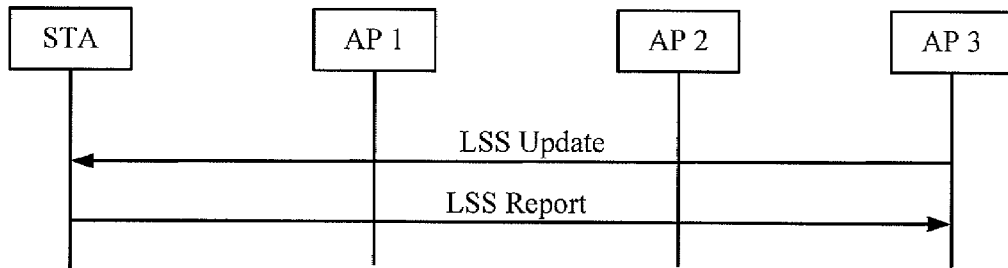 STA
AP 1
AP 2
AP 3
LSS Update
LSS Report